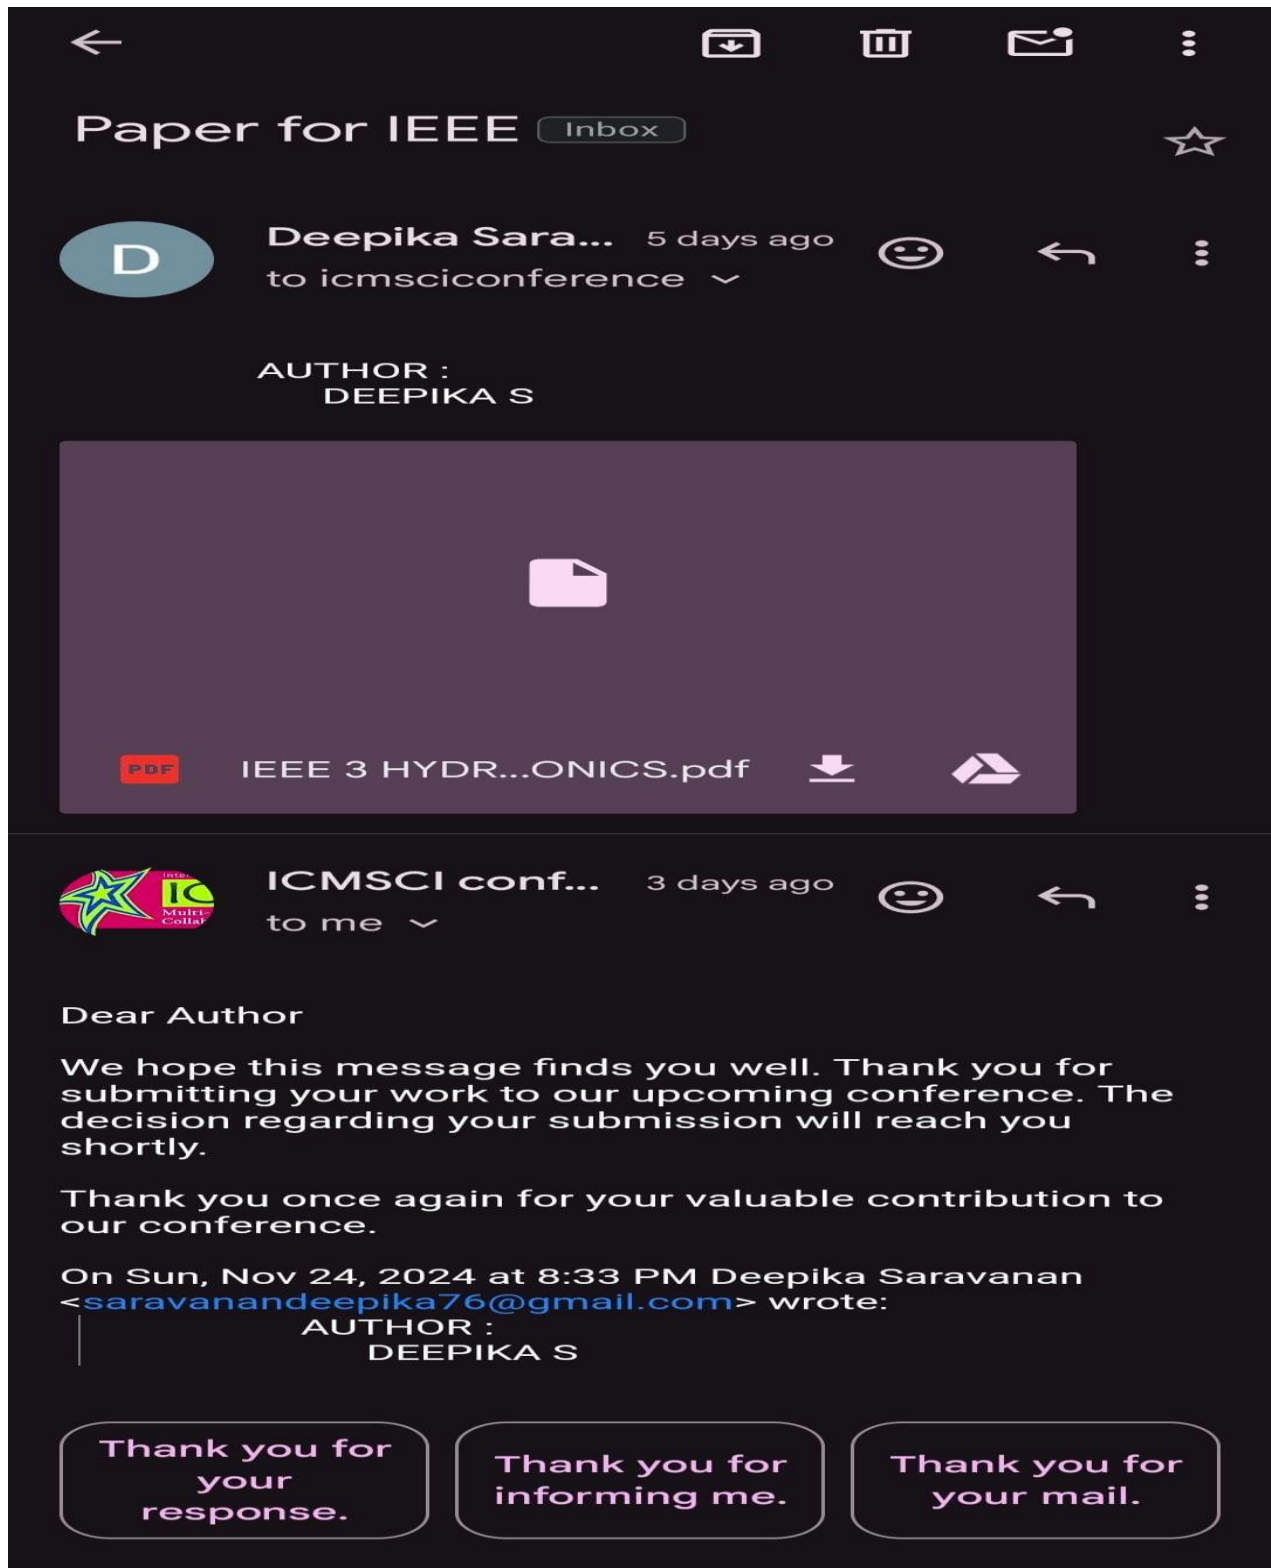 Paper for IEEE Inbox
D
Deepika Sara... 5 days ago
to icmsciconference
AUTHOR :
DEEPIKA S
PDF IEEE 3 HYDR...ONICS.pdf
IC
Multi-
ICMSCI conf... 3 days ago
to me
Dear Author
We hope this message finds you well. Thank you for
submitting your work to our upcoming conference. The
decision regarding your submission will reach you
shortly.
Thank you once again for your valuable contribution to
our conference.
On Sun, Nov 24, 2024 at 8:33 PM Deepika Saravanan
<saravanandeepika76@gmail.com> wrote:
AUTHOR :
DEEPIKA S
Thank you for
your
response.
Thank you for
informing me.
Thank you for
your mail.